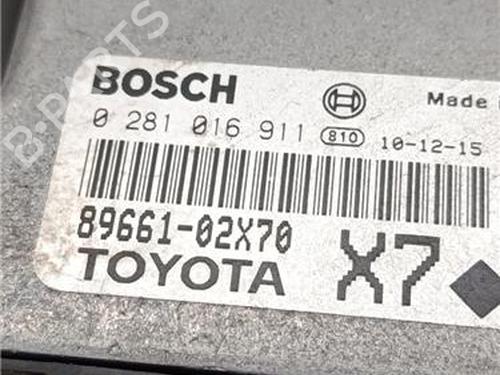 BOSCH
Made
0 281 016 911 810 10-12-15
89661-02X70
TOYOTA
X7
B-PARTS